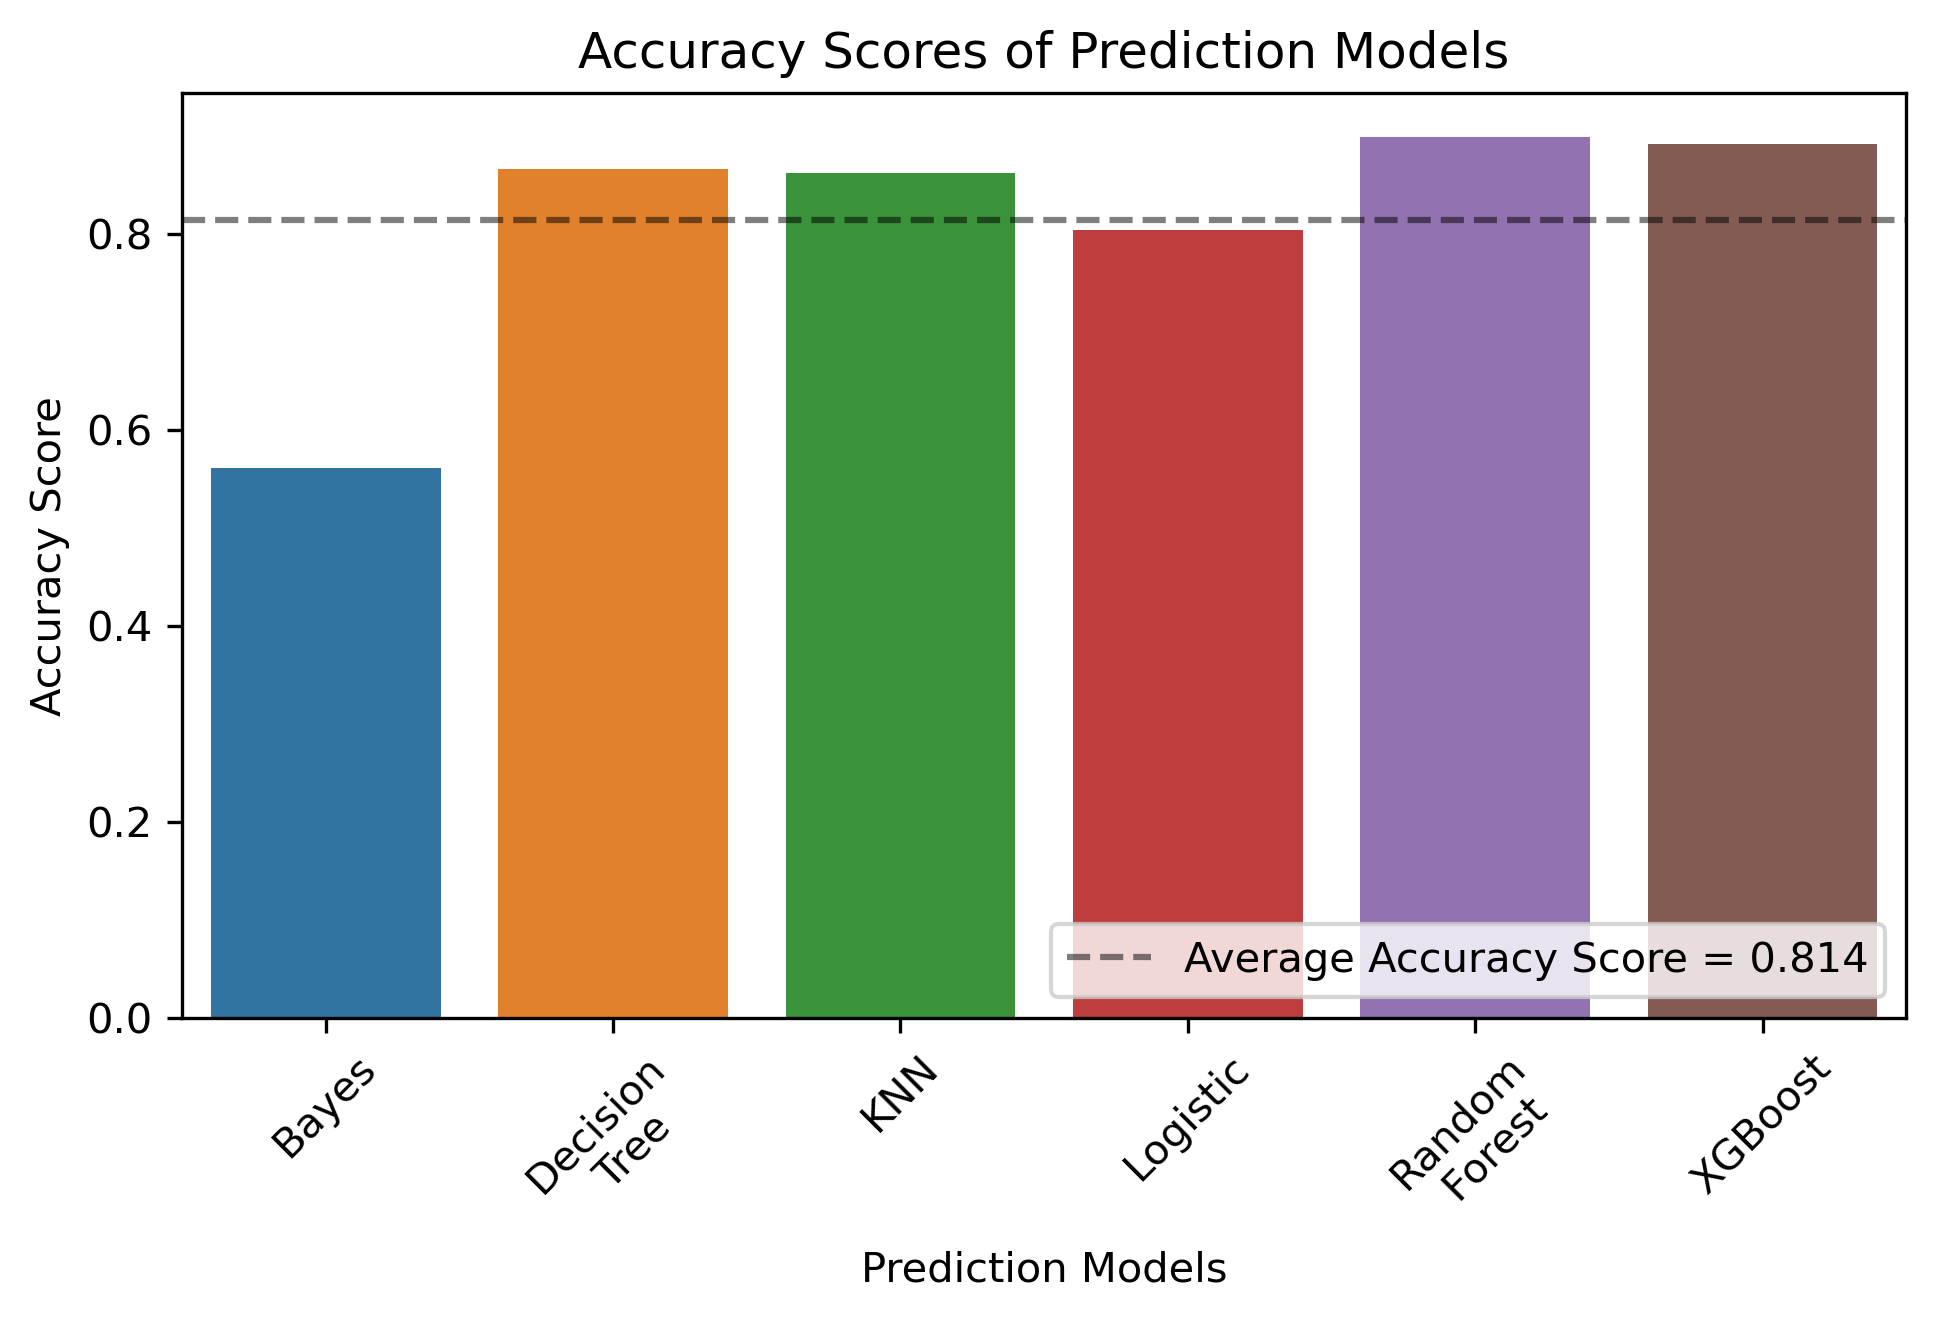 Accuracy Scores of Prediction Models
Accuracy Score
0.8
0.6
0.4
0.2
0.0
Average Accuracy Score = 0.814
Bayes
Decision
Tree
KNN
Logistic
Random
Forest
XGBoost
Prediction Models